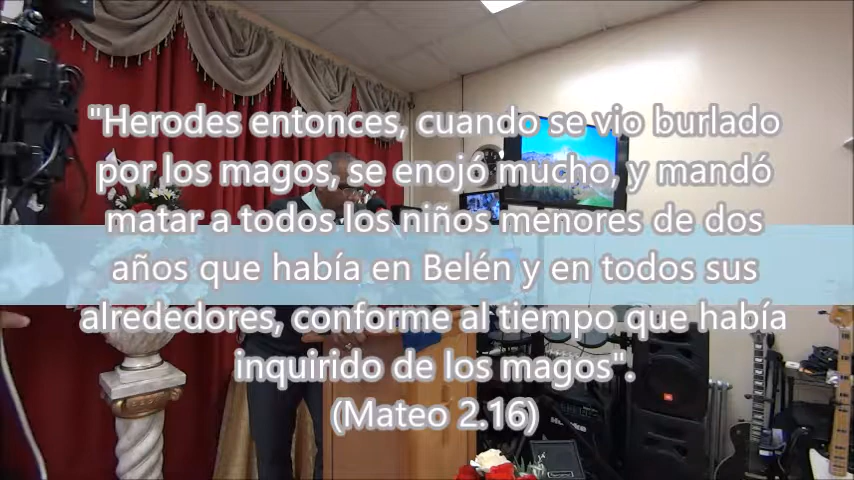 "Herodes entonces, cuando se vio burlado
por los magos, se enojó mucho, y mandó
matar a todos los niños menores de dos
años que había en Belén y en todos sus
alrededores, conforme al tiempo que había
inquirido de los magos".
(Mateo 2.16)